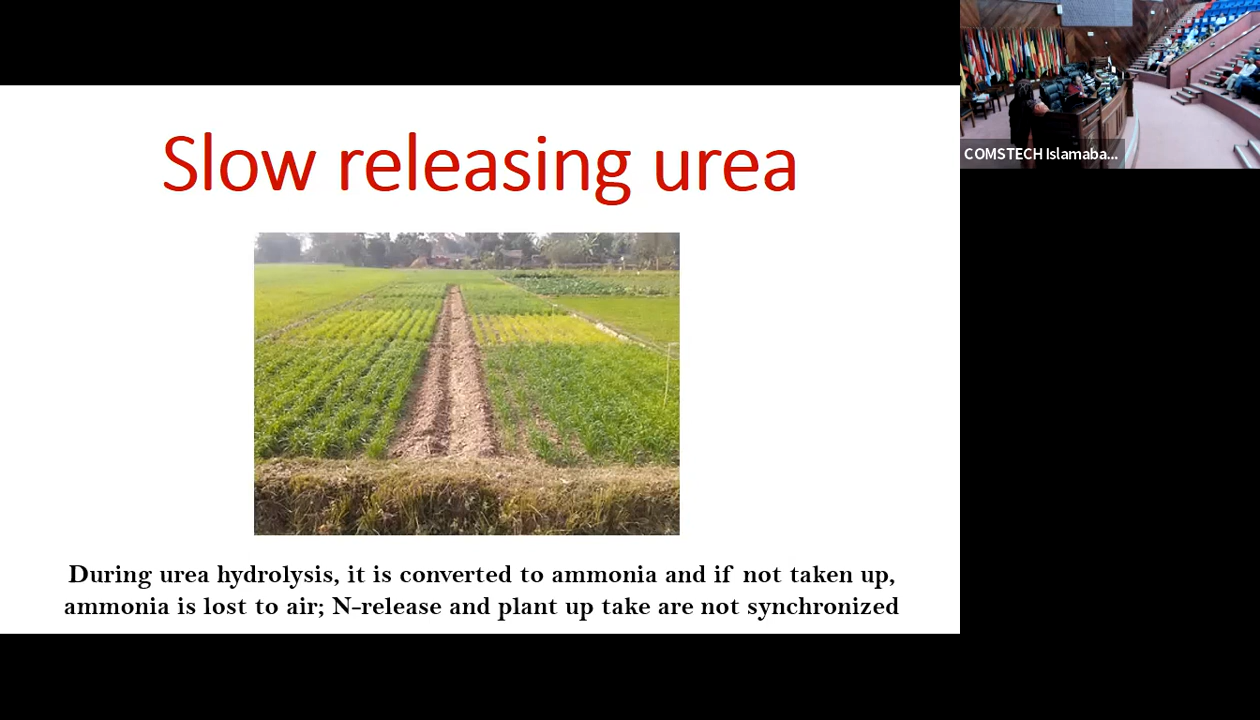 Slow releasing urea
During urea hydrolysis, it is converted to ammonia and if not taken up,
ammonia is lost to air; N-release and plant up take are not synchronized
COMSTECH Islamaba...